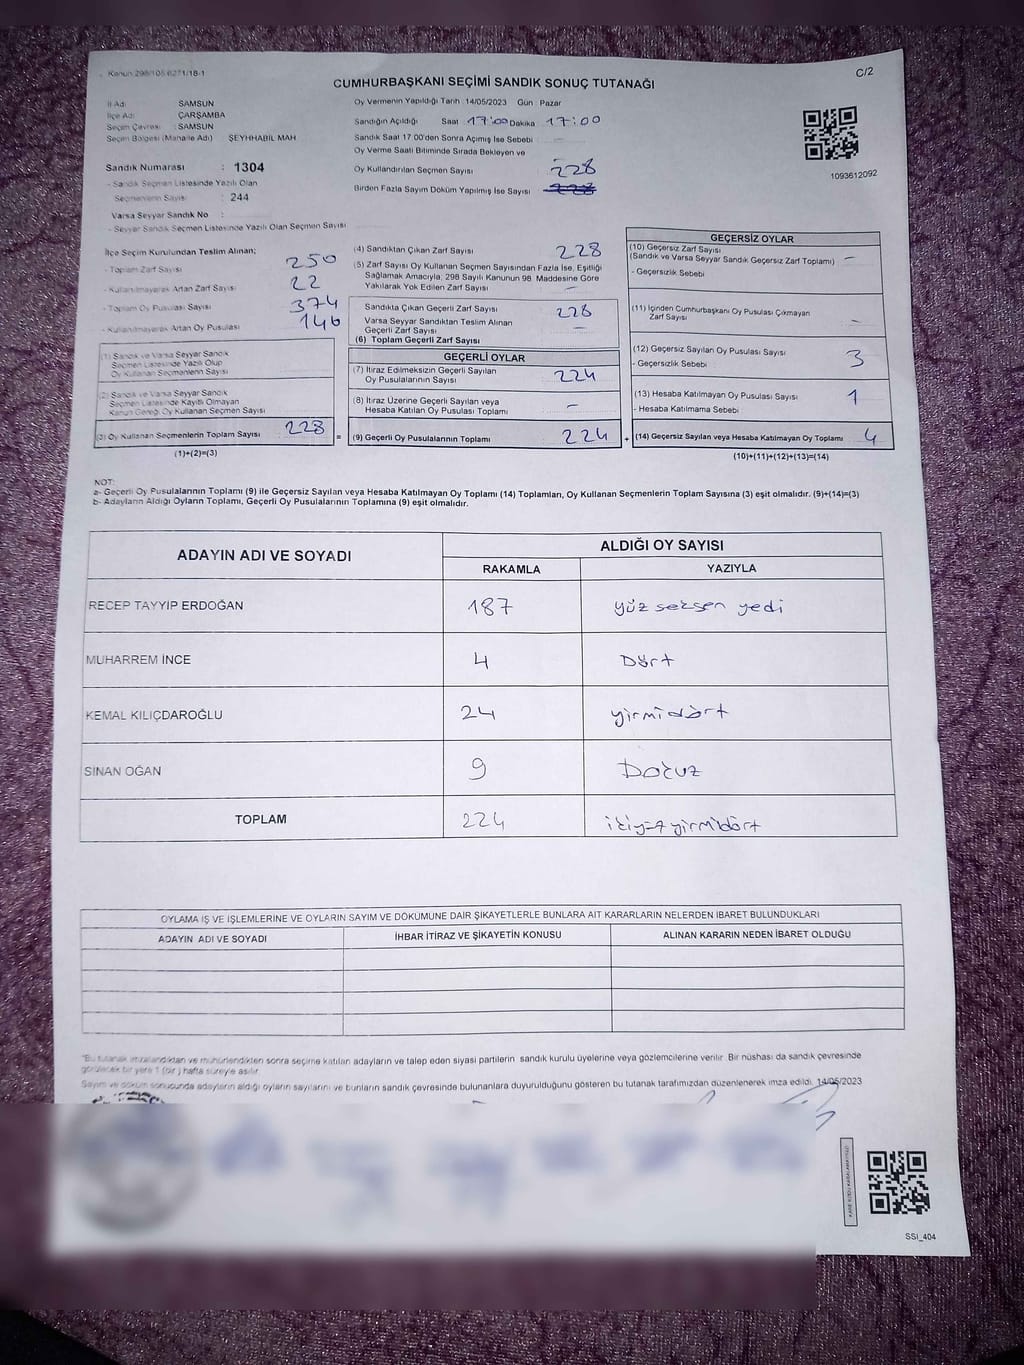 Kanun 298/105 6271/18-1
C/2
CUMHURBAŞKANI SEÇİMİ SANDIK SONUÇ TUTANAĞI
İl Adı : SAMSUN
İlçe Adı : ÇARŞAMBA
Seçim Çevresi : SAMSUN
Seçim Bölgesi (Mahalle Adı) : ŞEYHHABİL MAH
Sandık Numarası : 1304
- Sandık Seçmen Listesinde Yazılı Olan
Seçmenlerin Sayısı : 244
Varsa Seyyar Sandık No :
- Seyyar Sandık Seçmen Listesinde Yazılı Olan Seçmen Sayısı
Oy Vermenin Yapıldığı Tarih 14/05/2023 Gün Pazar
Sandığın Açıldığı Saat 17:00 Dakika 17:00
Sandık Saat 17:00'den Sonra Açımış İse Sebebi
Oy Verme Saati Bitiminde Sırada Bekleyen ve
Oy Kullandırılan Seçmen Sayısı 228
Birden Fazla Sayım Döküm Yapılmış İse Sayısı
1093612092
İlçe Seçim Kurulundan Teslim Alınan;
- Toplam Zarf Sayısı 250
- Kullanılmayarak Artan Zarf Sayısı 22
- Toplam Oy Pusulası Sayısı 374
- Kullanılmayarak Artan Oy Pusulası 146
(1) Sandık ve Varsa Seyyar Sandık
Seçmen Listesinde Yazılı Olup
Oy Kullanan Seçmenlerin Sayısı
(2) Sandık ve Varsa Seyyar Sandık
Seçmen Listesinde Kayıtlı Olmayan
Kanun Gereği Oy Kullanan Seçmen Sayısı
(3) Oy Kullanan Seçmenlerin Toplam Sayısı 228 =
(1)+(2)=(3)
(4) Sandıktan Çıkan Zarf Sayısı 228
(5) Zarf Sayısı Oy Kullanan Seçmen Sayısından Fazla İse, Eşitliği
Sağlamak Amacıyla, 298 Sayılı Kanunun 98. Maddesine Göre
Yakılarak Yok Edilen Zarf Sayısı –
Sandıkta Çıkan Geçerli Zarf Sayısı 228
Varsa Seyyar Sandıktan Teslim Alınan
Geçerli Zarf Sayısı –
(6) Toplam Geçerli Zarf Sayısı
GEÇERLİ OYLAR
(7) İtiraz Edilmeksizin Geçerli Sayılan
Oy Pusulalarının Sayısı 224
(8) İtiraz Üzerine Geçerli Sayılan veya
Hesaba Katılan Oy Pusulası Toplamı –
(9) Geçerli Oy Pusulalarının Toplamı 224 +
GEÇERSİZ OYLAR
(10) Geçersiz Zarf Sayısı
(Sandık ve Varsa Seyyar Sandık Geçersiz Zarf Toplamı) –
- Geçersizlik Sebebi
(11) İçinden Cumhurbaşkanı Oy Pusulası Çıkmayan
Zarf Sayısı –
(12) Geçersiz Sayılan Oy Pusulası Sayısı 3
- Geçersizlik Sebebi
(13) Hesaba Katılmayan Oy Pusulası Sayısı 1
- Hesaba Katılmama Sebebi
(14) Geçersiz Sayılan veya Hesaba Katılmayan Oy Toplamı 4
(10)+(11)+(12)+(13)=(14)
NOT:
a- Geçerli Oy Pusulalarının Toplamı (9) ile Geçersiz Sayılan veya Hesaba Katılmayan Oy Toplamı (14) Toplamları, Oy Kullanan Seçmenlerin Toplam Sayısına (3) eşit olmalıdır. (9)+(14)=(3)
b- Adayların Aldığı Oyların Toplamı, Geçerli Oy Pusulalarının Toplamına (9) eşit olmalıdır.
ADAYIN ADI VE SOYADI ALDIĞI OY SAYISI
RAKAMLA YAZIYLA
RECEP TAYYİP ERDOĞAN 187 yüz seksen yedi
MUHARREM İNCE 4 Dört
KEMAL KILIÇDAROĞLU 24 yirmidört
SİNAN OĞAN 9 Dokuz
TOPLAM 224 ikiyüzyirmidört
OYLAMA İŞ VE İŞLEMLERİNE VE OYLARIN SAYIM VE DÖKÜMÜNE DAİR ŞİKAYETLERLE BUNLARA AİT KARARLARIN NELERDEN İBARET BULUNDUKLARI
ADAYIN ADI VE SOYADI İHBAR İTİRAZ VE ŞİKAYETİN KONUSU ALINAN KARARIN NEDEN İBARET OLDUĞU
"Bu tutanak imzalandıktan ve mühürlendikten sonra seçime katılan adayların ve talep eden siyasi partilerin sandık kurulu üyelerine veya gözlemcilerine verilir. Bir nüshası da sandık çevresinde
görülecek bir yere 1 (bir) hafta süreyle asılır.
Sayım ve döküm sonucunda adayların aldığı oyların sayılarını ve bunların sandık çevresinde bulunanlara duyurulduğunu gösteren bu tutanak tarafımızdan düzenlenerek imza edildi. 14/05/2023
SSI_404